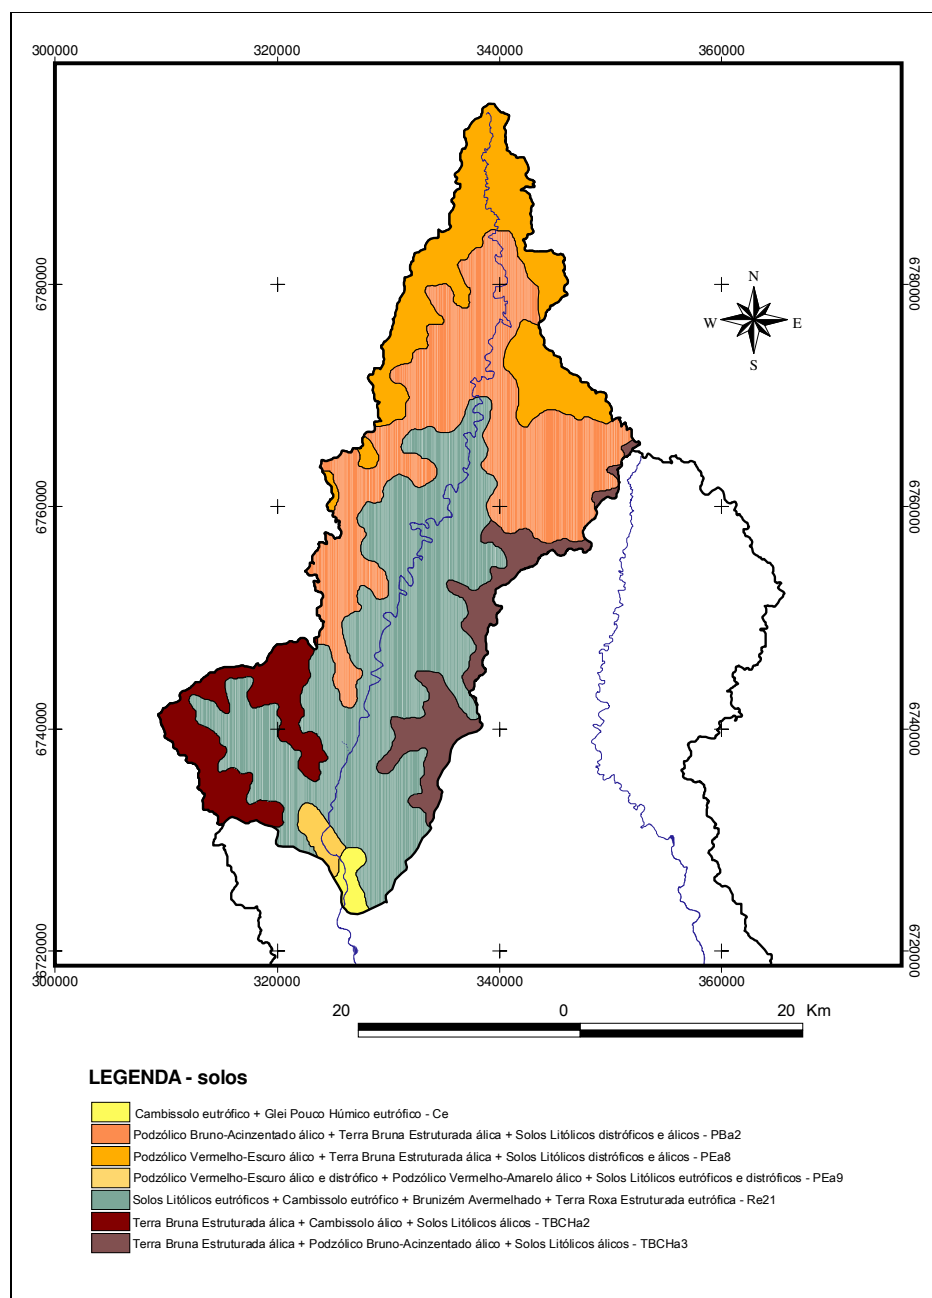 300000 320000 340000 360000
6780000 6780000
N
W E
S
6760000 6760000
6740000 6740000
6720000 6720000
300000 320000 340000 360000
20 0 20 Km
LEGENDA - solos
Cambissolo eutrófico + Glei Pouco Húmico eutrófico - Ce
Podzólico Bruno-Acinzentado álico + Terra Bruna Estruturada álica + Solos Litólicos distróficos e álicos - PBa2
Podzólico Vermelho-Escuro álico + Terra Bruna Estruturada álica + Solos Litólicos distróficos e álicos - PEa8
Podzólico Vermelho-Escuro álico e distrófico + Podzólico Vermelho-Amarelo álico + Solos Litólicos eutróficos e distróficos - PEa9
Solos Litólicos eutróficos + Cambissolo eutrófico + Brunizém Avermelhado + Terra Roxa Estruturada eutrófica - Re21
Terra Bruna Estruturada álica + Cambissolo álico + Solos Litólicos álicos - TBCHa2
Terra Bruna Estruturada álica + Podzólico Bruno-Acinzentado álico + Solos Litólicos álicos - TBCHa3